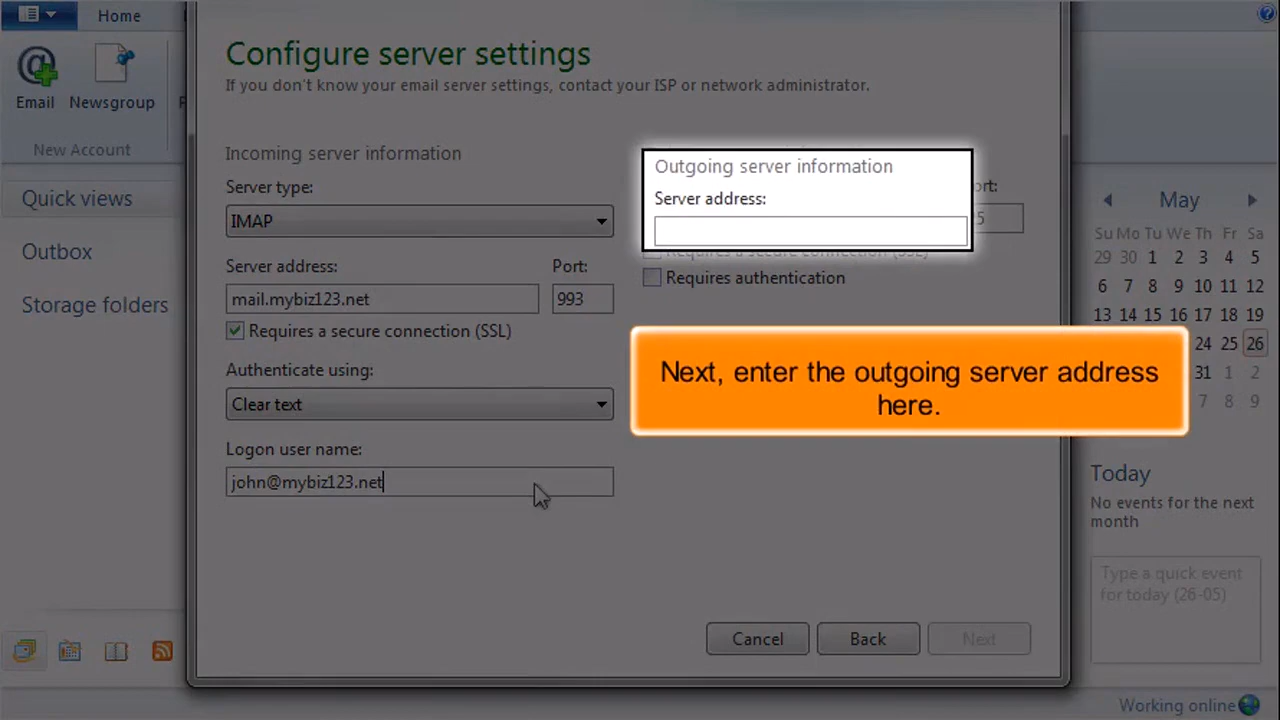 Home
Email
Newsgroup
New Account
Quick views
Outbox
Storage folders
Configure server settings
If you don't know your email server settings, contact your ISP or network administrator.
Incoming server information
Server type:
IMAP
Server address:
Port:
mail.mybiz123.net
993
Requires a secure connection (SSL)
Authenticate using:
Clear text
Logon user name:
john@mybiz123.net
Outgoing server information
Server address:
Requires a secure connection (SSL)
Requires authentication
Next, enter the outgoing server address
here.
Cancel
Back
Next
May
Su Mo Tu We Th Fr Sa
29 30 1 2 3 4 5
6 7 8 9 10 11 12
13 14 15 16 17 18 19
24 25 26
31 1 2
7 8 9
Today
No events for the next
month
Type a quick event
for today (26-05)
Working online